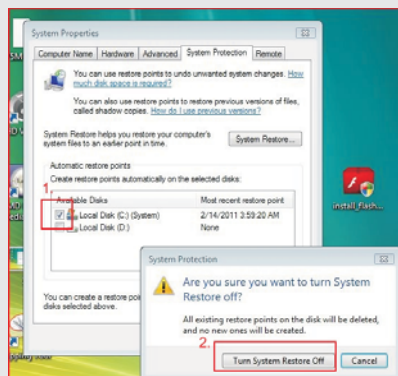 System Properties
Computer Name Hardware Advanced System Protection Remote
You can use restore points to undo unwanted system changes. How
much disk space is required?
You can also use restore points to restore previous versions of files,
called shadow copies. How do I use previous versions?
System Restore helps you restore your computer's
system files to an earlier point in time.
System Restore...
Automatic restore points
Create restore points automatically on the selected disks:
1.
Available Disks Most recent restore point
Local Disk (C:) (System) 2/14/2011 3:59:20 AM
Local Disk (D:) None
install_flash...
You can create a restore poi
disks selected above.
System Protection
Are you sure you want to turn System
Restore off?
All existing restore points on the disk will be deleted,
and no new ones will be created.
2.
Turn System Restore Off Cancel